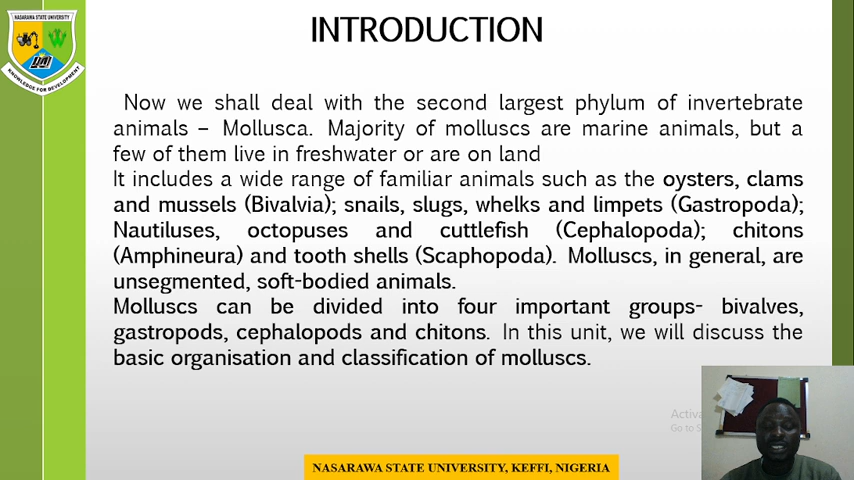 NASARAWA STATE UNIVERSITY
KNOWLEDGE FOR DEVELOPMENT
INTRODUCTION
Now we shall deal with the second largest phylum of invertebrate
animals – Mollusca. Majority of molluscs are marine animals, but a
few of them live in freshwater or are on land
It includes a wide range of familiar animals such as the oysters, clams
and mussels (Bivalvia); snails, slugs, whelks and limpets (Gastropoda);
Nautiluses, octopuses and cuttlefish (Cephalopoda); chitons
(Amphineura) and tooth shells (Scaphopoda). Molluscs, in general, are
unsegmented, soft-bodied animals.
Molluscs can be divided into four important groups- bivalves,
gastropods, cephalopods and chitons. In this unit, we will discuss the
basic organisation and classification of molluscs.
Activa
Go to S
NASARAWA STATE UNIVERSITY, KEFFI, NIGERIA